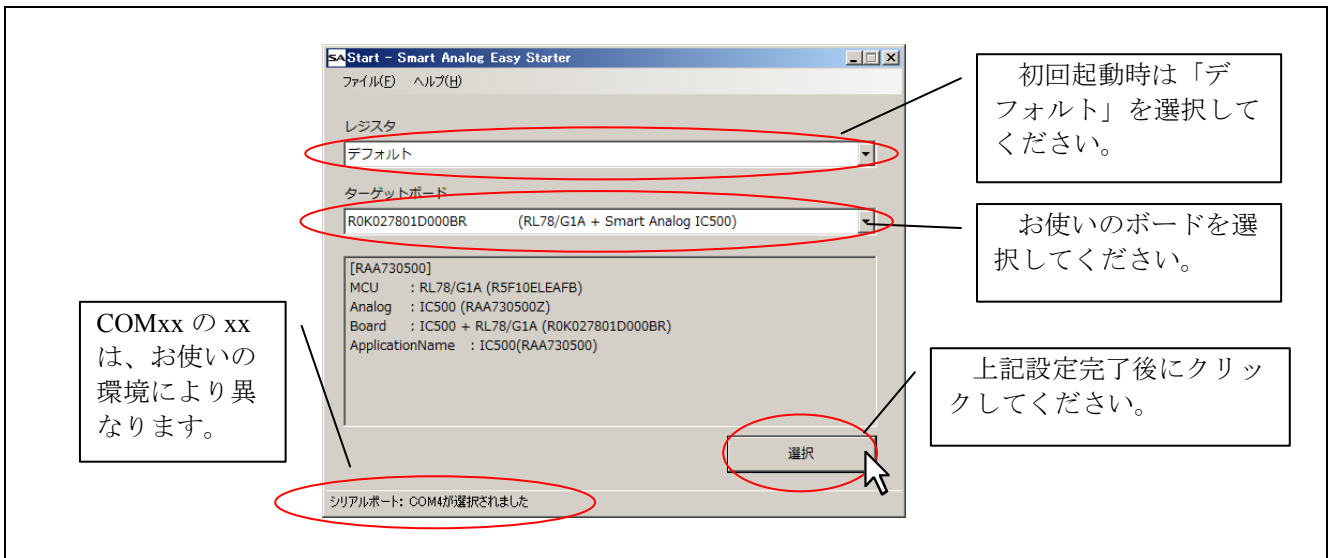 SAStart - Smart Analog Easy Starter
ファイル(F) ヘルプ(H)
レジスタ
デフォルト
ターゲットボード
R0K027801D000BR (RL78/G1A + Smart Analog IC500)
[RAA730500]
MCU : RL78/G1A (R5F10ELEAFB)
Analog : IC500 (RAA730500Z)
Board : IC500 + RL78/G1A (R0K027801D000BR)
ApplicationName : IC500(RAA730500)
選択
シリアルポート: COM4が選択されました
初回起動時は「デ
フォルト」を選択して
ください。
お使いのボードを選
択してください。
上記設定完了後にクリッ
クしてください。
COMxx の xx
は、お使いの
環境により異
なります。